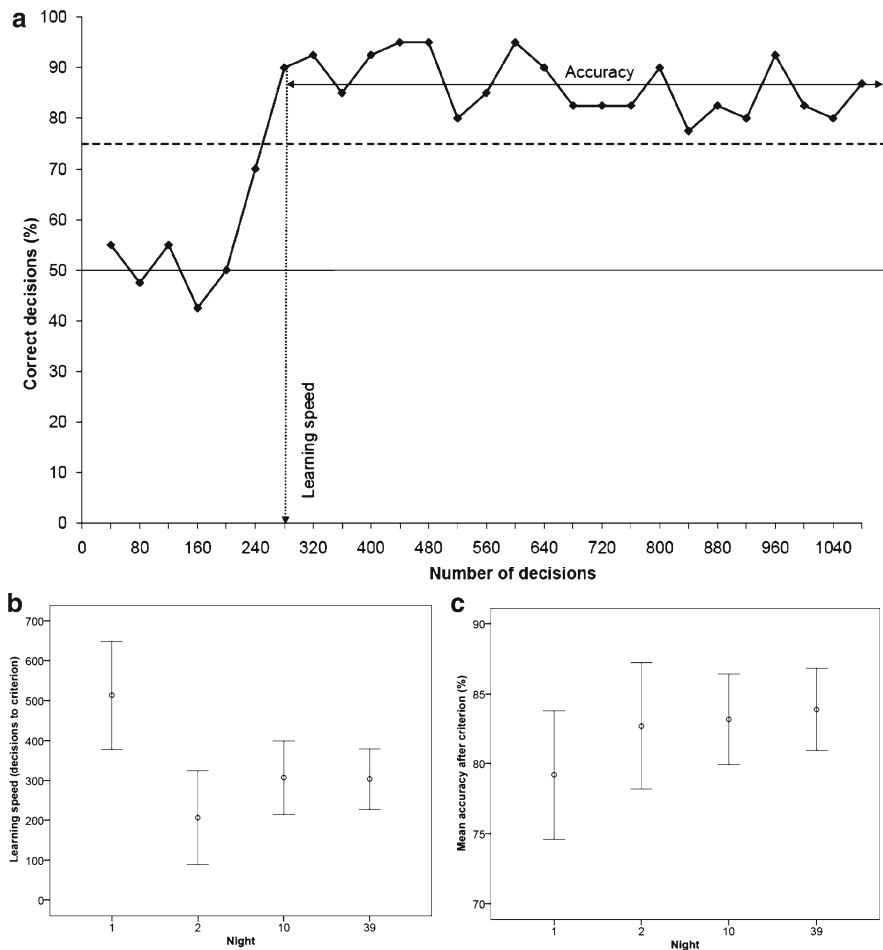 a
100
90
80
70
60
50
40
30
20
10
0
Correct decisions (%)
Accuracy
Learning speed
0 80 160 240 320 400 480 560 640 720 800 880 960 1040
Number of decisions
b
700
600
500
400
300
200
100
0
Learning speed (decisions to criterion)
1 2 10 39
Night
c
90
85
80
75
70
Mean accuracy after criterion (%)
1 2 10 39
Night